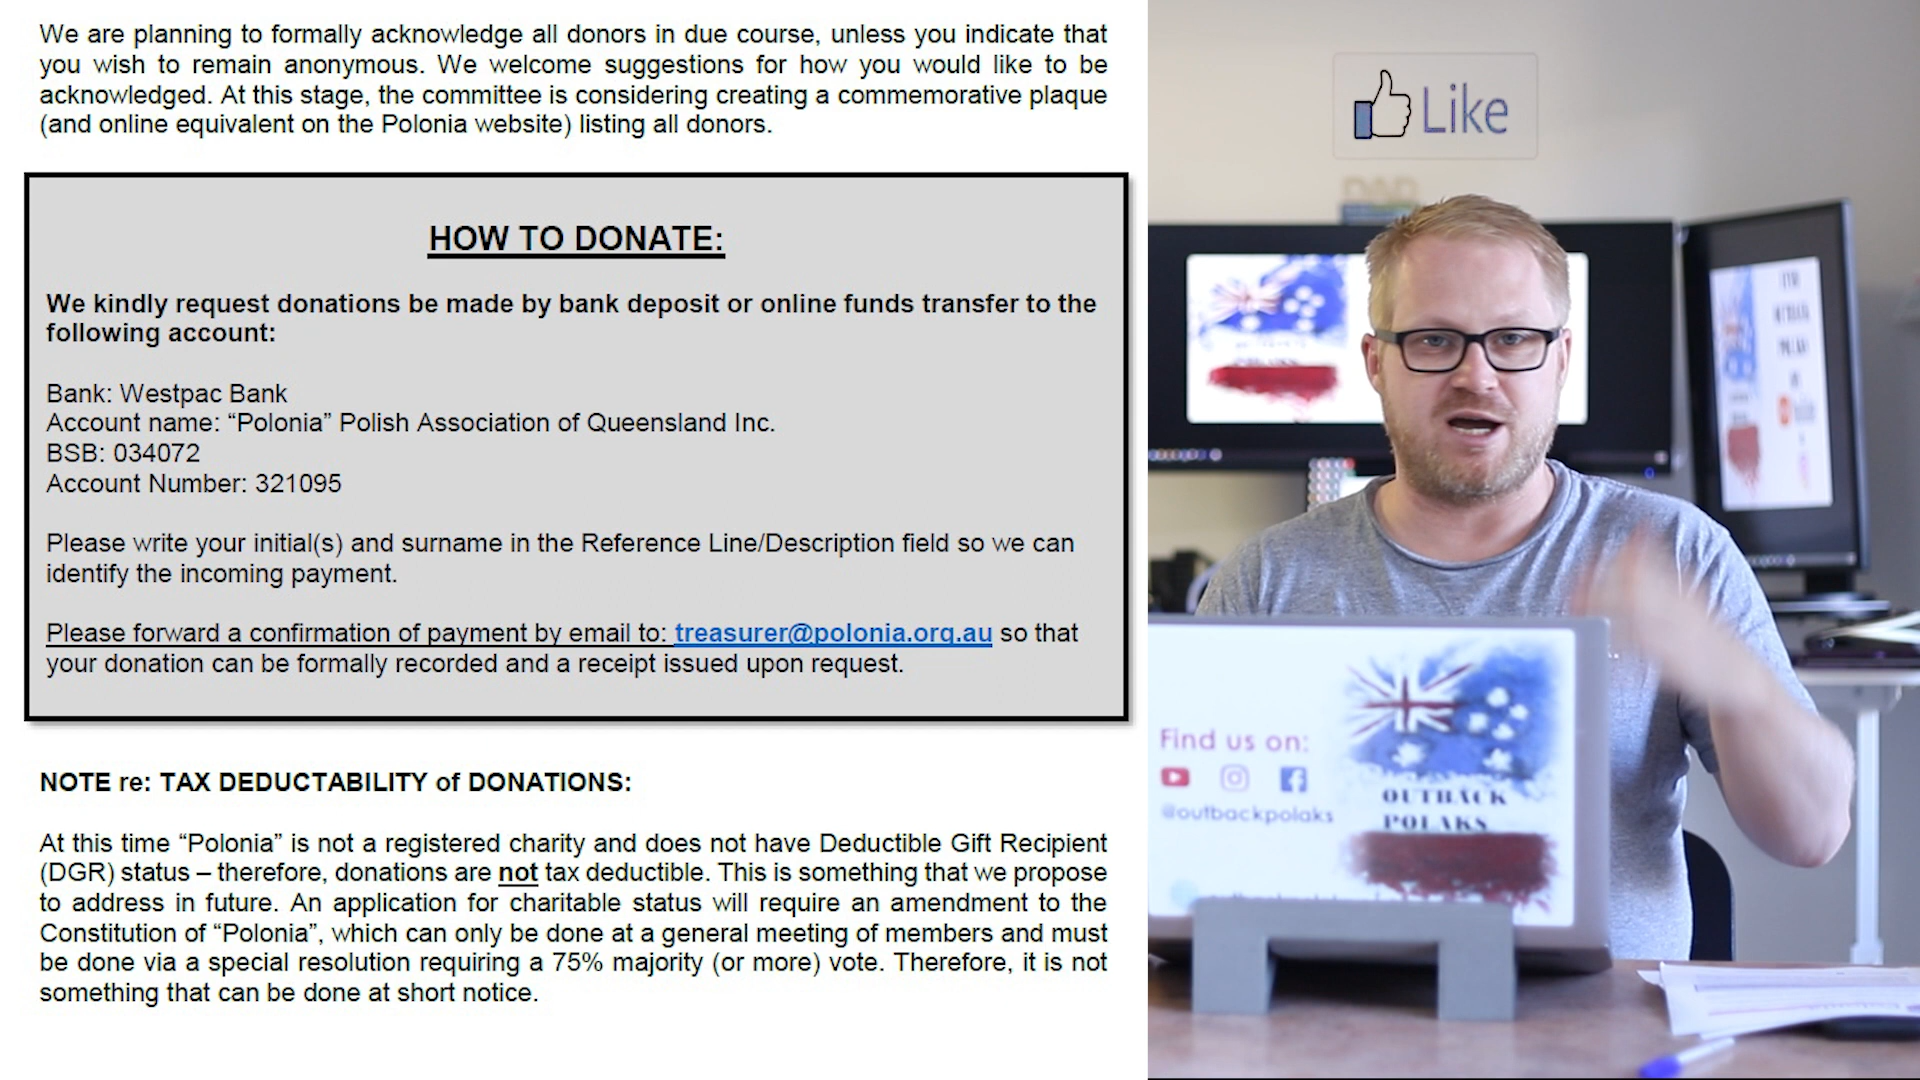 We are planning to formally acknowledge all donors in due course, unless you indicate that
you wish to remain anonymous. We welcome suggestions for how you would like to be
acknowledged. At this stage, the committee is considering creating a commemorative plaque
(and online equivalent on the Polonia website) listing all donors.
HOW TO DONATE:
We kindly request donations be made by bank deposit or online funds transfer to the
following account:
Bank: Westpac Bank
Account name: “Polonia” Polish Association of Queensland Inc.
BSB: 034072
Account Number: 321095
Please write your initial(s) and surname in the Reference Line/Description field so we can
identify the incoming payment.
Please forward a confirmation of payment by email to: treasurer@polonia.org.au so that
your donation can be formally recorded and a receipt issued upon request.
NOTE re: TAX DEDUCTABILITY of DONATIONS:
At this time “Polonia” is not a registered charity and does not have Deductible Gift Recipient
(DGR) status – therefore, donations are not tax deductible. This is something that we propose
to address in future. An application for charitable status will require an amendment to the
Constitution of “Polonia”, which can only be done at a general meeting of members and must
be done via a special resolution requiring a 75% majority (or more) vote. Therefore, it is not
something that can be done at short notice.
Like
Find us on:
@outbackpolaks
OUTBACK
POLAKS